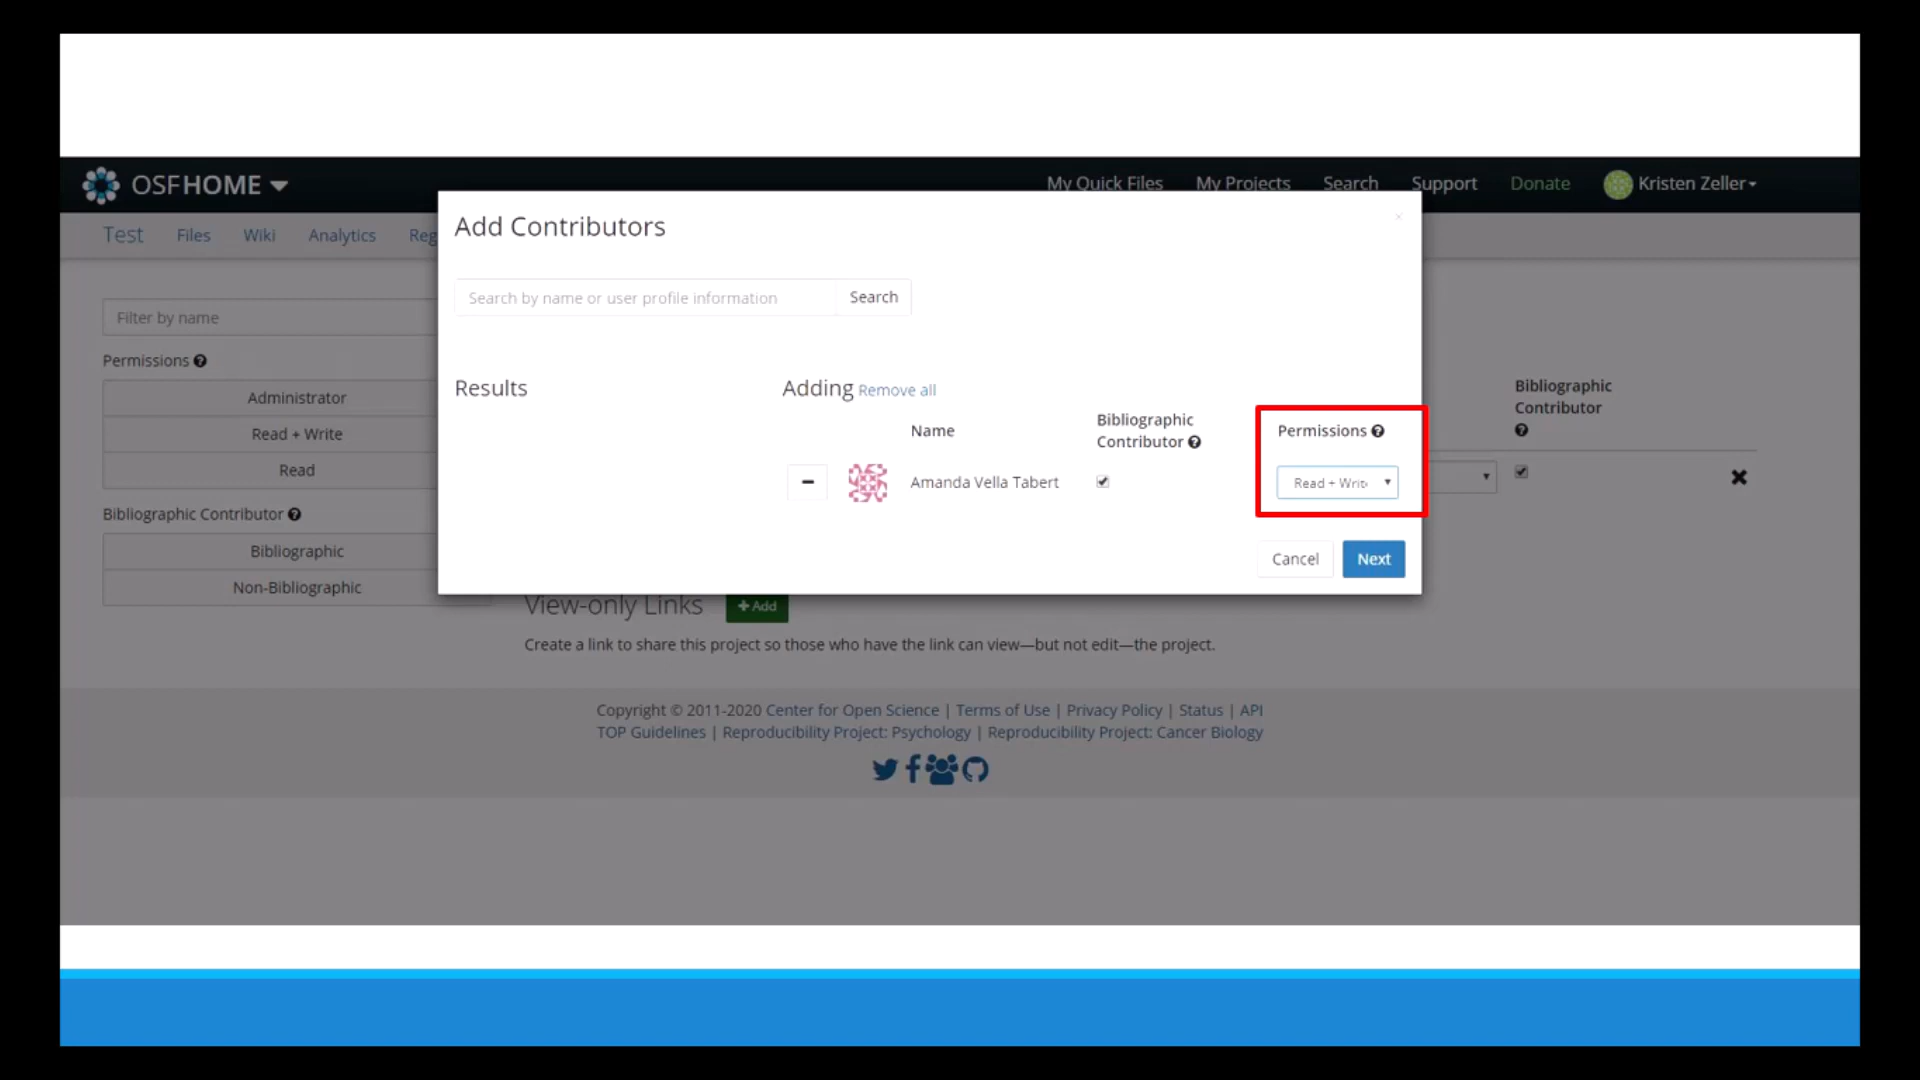 OSFHOME
My Quick Files My Projects Search Support Donate Kristen Zeller
Test Files Wiki Analytics
Add Contributors
×
Search by name or user profile information Search
Filter by name
Permissions ?
Administrator
Read + Write
Read
Bibliographic Contributor ?
Bibliographic
Non-Bibliographic
Results
Adding Remove all
Name
Bibliographic
Contributor ?
Permissions ?
Amanda Vella Tabert
Read + Write
Cancel Next
Bibliographic
Contributor
?
View-only Links + Add
Create a link to share this project so those who have the link can view—but not edit—the project.
Copyright © 2011-2020 Center for Open Science | Terms of Use | Privacy Policy | Status | API
TOP Guidelines | Reproducibility Project: Psychology | Reproducibility Project: Cancer Biology